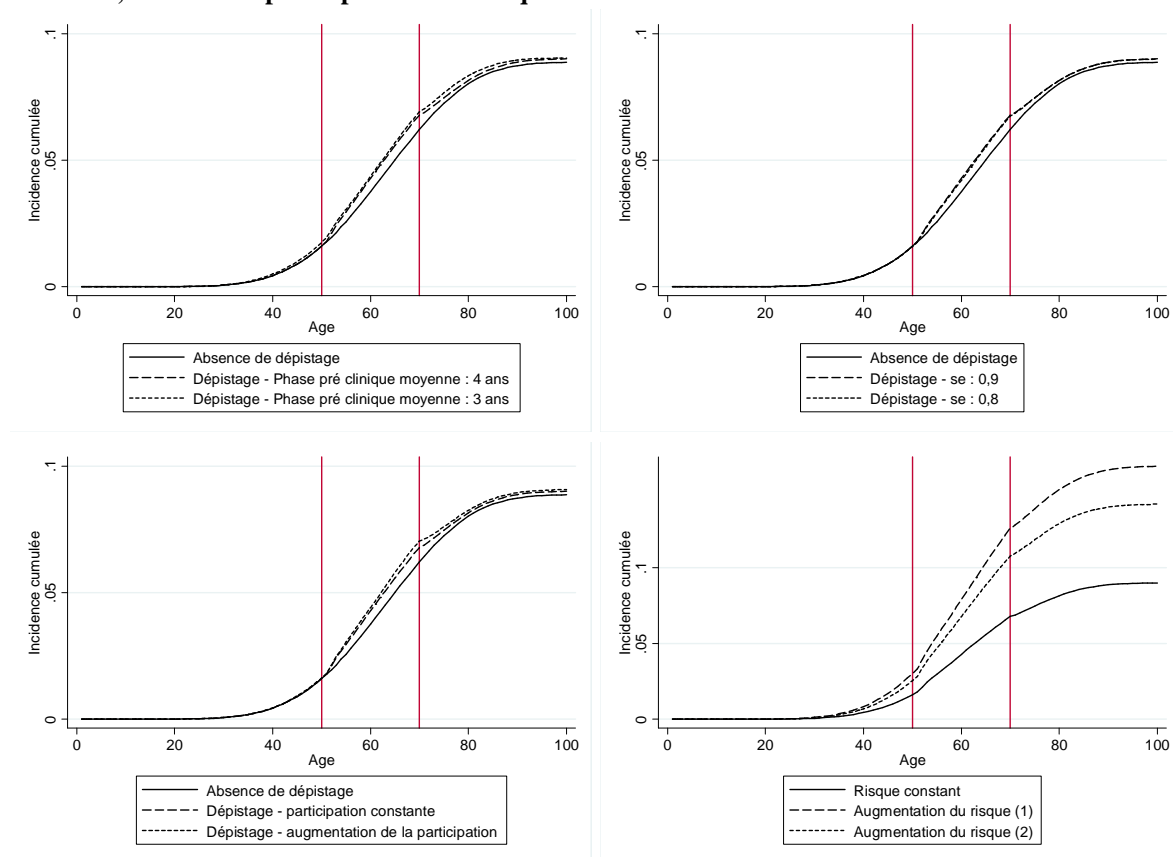 .1
.05
0
Incidence cumulée
0 20 40 60 80 100
Age
Absence de dépistage
Dépistage - Phase pré clinique moyenne : 4 ans
Dépistage - Phase pré clinique moyenne : 3 ans
.1
.05
0
Incidence cumulée
0 20 40 60 80 100
Age
Absence de dépistage
Dépistage - se : 0,9
Dépistage - se : 0,8
.1
.05
0
Incidence cumulée
0 20 40 60 80 100
Age
Absence de dépistage
Dépistage - participation constante
Dépistage - augmentation de la participation
.1
.05
0
Incidence cumulée
0 20 40 60 80 100
Age
Risque constant
Augmentation du risque (1)
Augmentation du risque (2)